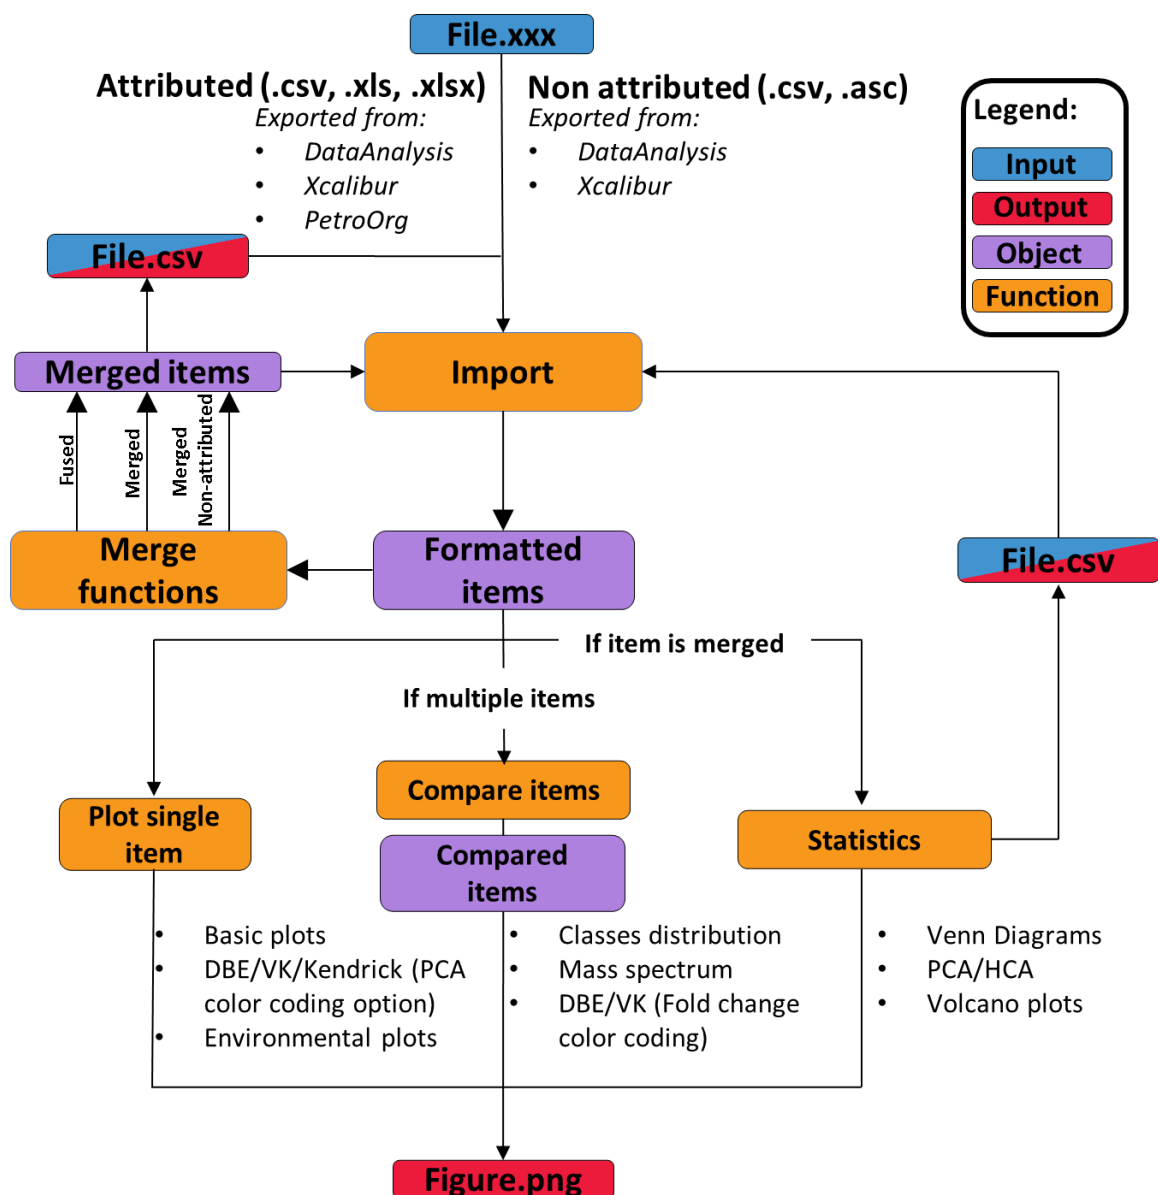 File.xxx
Attributed (.csv, .xls, .xlsx)
Exported from:
• DataAnalysis
• Xcalibur
• PetroOrg
Non attributed (.csv, .asc)
Exported from:
• DataAnalysis
• Xcalibur
Legend:
Input
Output
Object
Function
File.csv
Merged items
Import
Fused
Merged
Merged
Non-attributed
Merge
functions
Formatted
items
File.csv
If item is merged
If multiple items
Plot single
item
Compare items
Compared
items
Statistics
• Basic plots
• DBE/VK/Kendrick (PCA
color coding option)
• Environmental plots
• Classes distribution
• Mass spectrum
• DBE/VK (Fold change
color coding)
• Venn Diagrams
• PCA/HCA
• Volcano plots
Figure.png